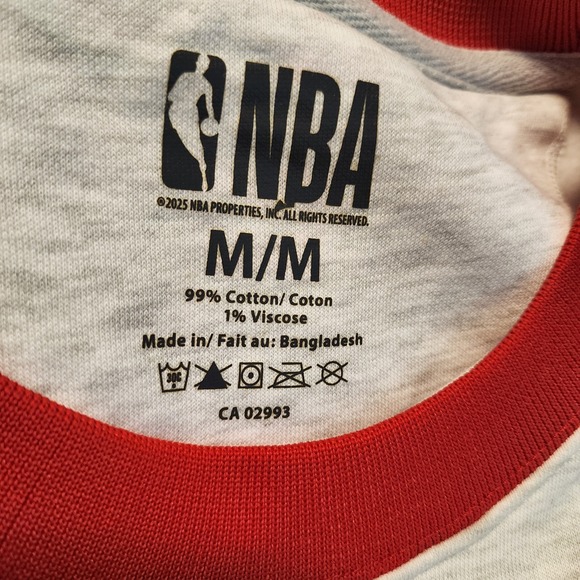 NBA
©2025 NBA PROPERTIES, INC. ALL RIGHTS RESERVED.
M/M
99% Cotton/ Coton
1% Viscose
Made in/ Fait au: Bangladesh
30C
CA 02993